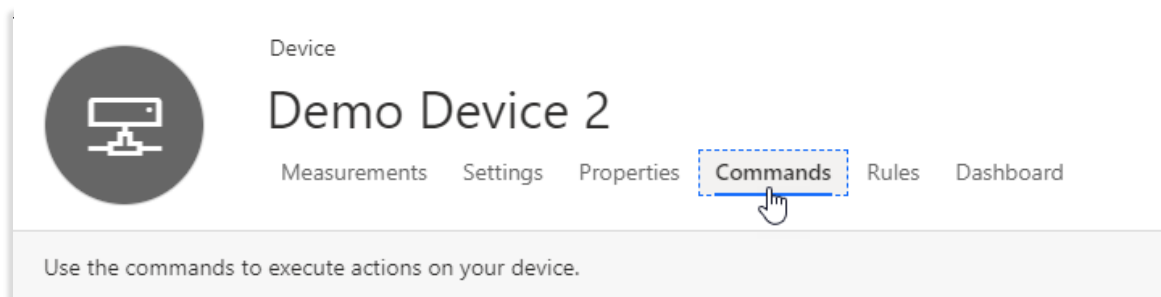 Device
Demo Device 2
Measurements Settings Properties Commands Rules Dashboard
Use the commands to execute actions on your device.